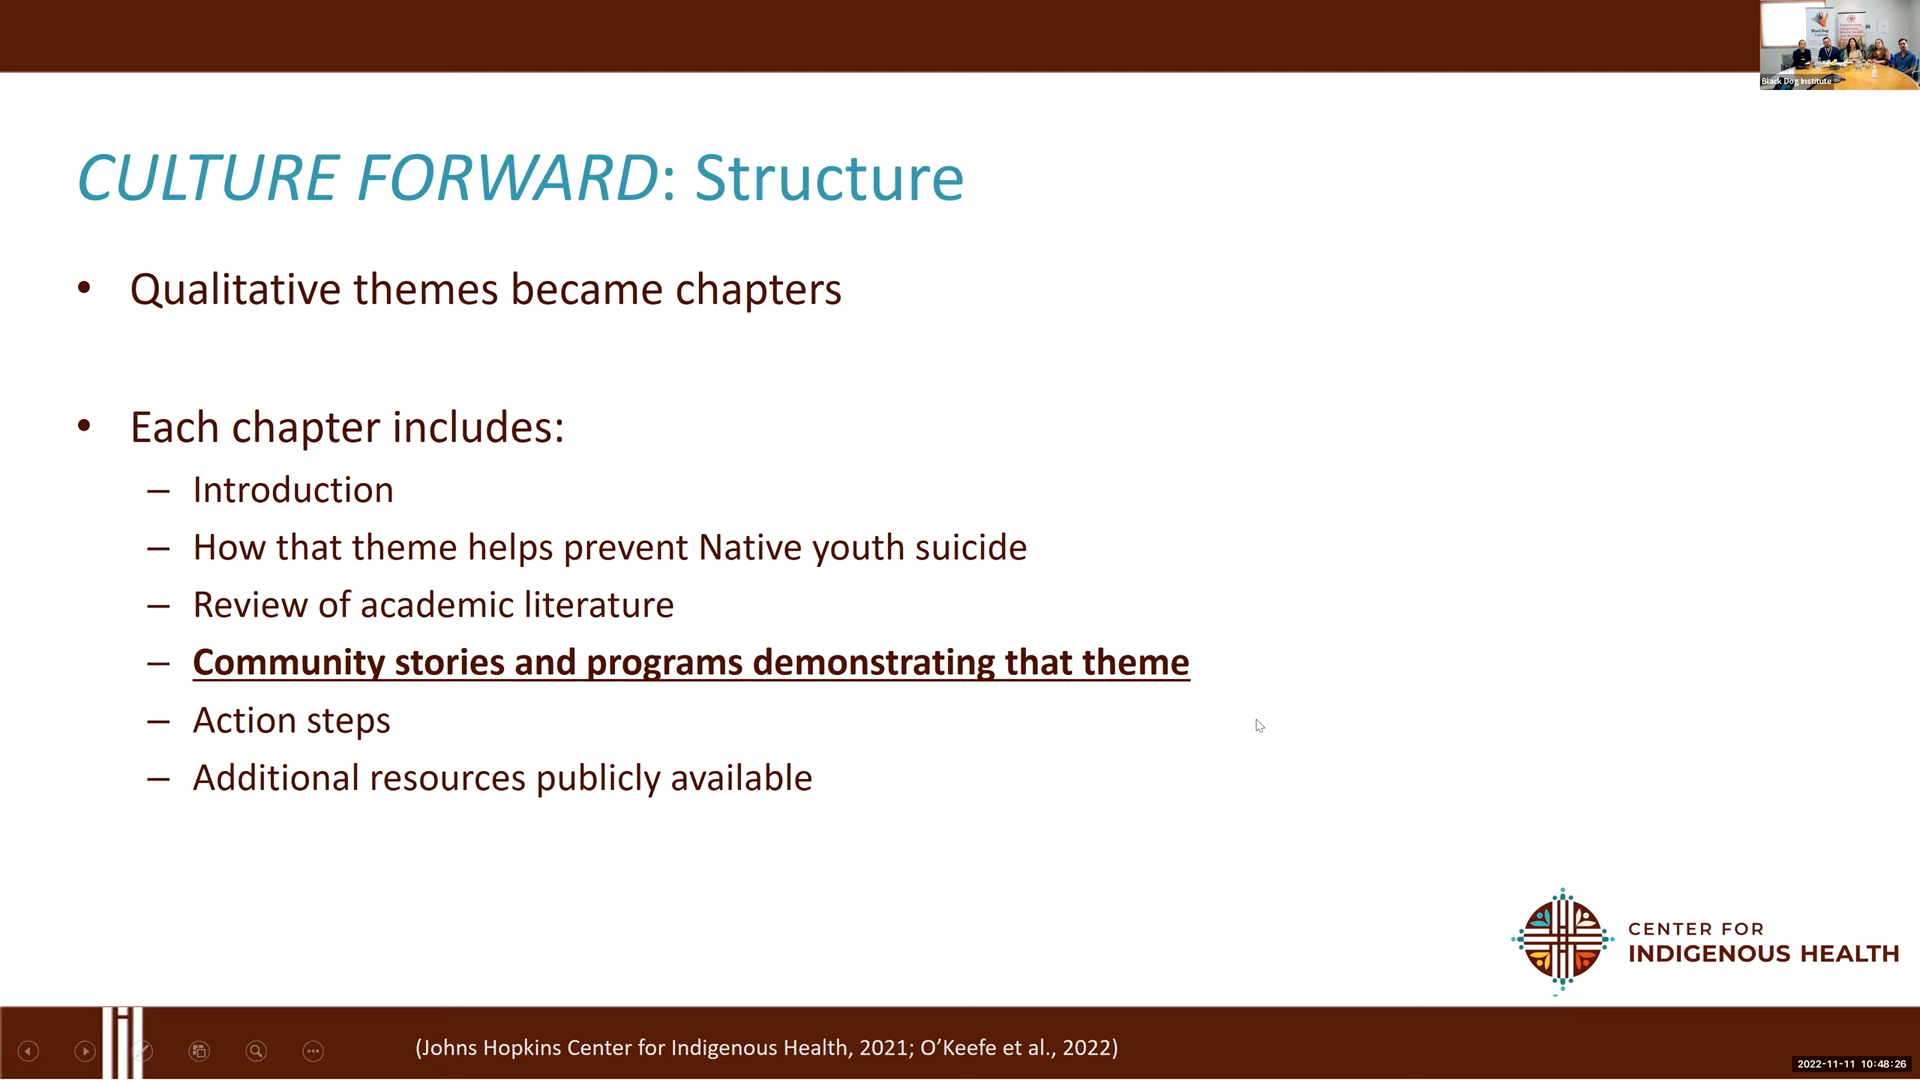 Black Dog Institute
CULTURE FORWARD: Structure
• Qualitative themes became chapters
• Each chapter includes:
– Introduction
– How that theme helps prevent Native youth suicide
– Review of academic literature
– Community stories and programs demonstrating that theme
– Action steps
– Additional resources publicly available
CENTER FOR
INDIGENOUS HEALTH
(Johns Hopkins Center for Indigenous Health, 2021; O’Keefe et al., 2022)
2022-11-11 10:48:26